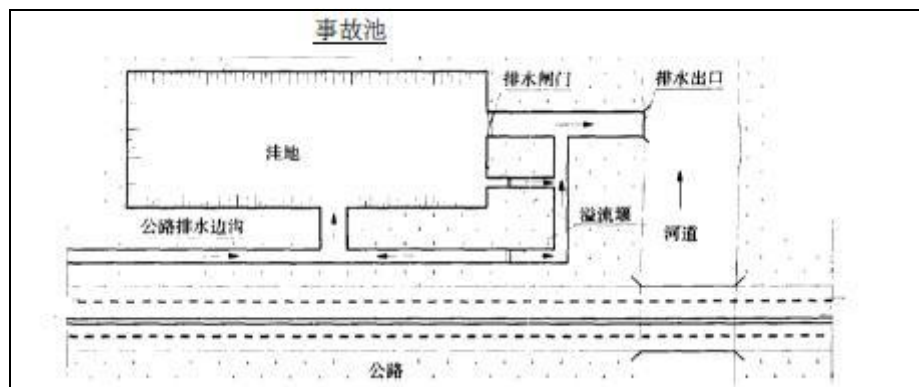 事故池
排水闸门
排水出口
洼地
公路排水边沟
溢流堰
河道
公路